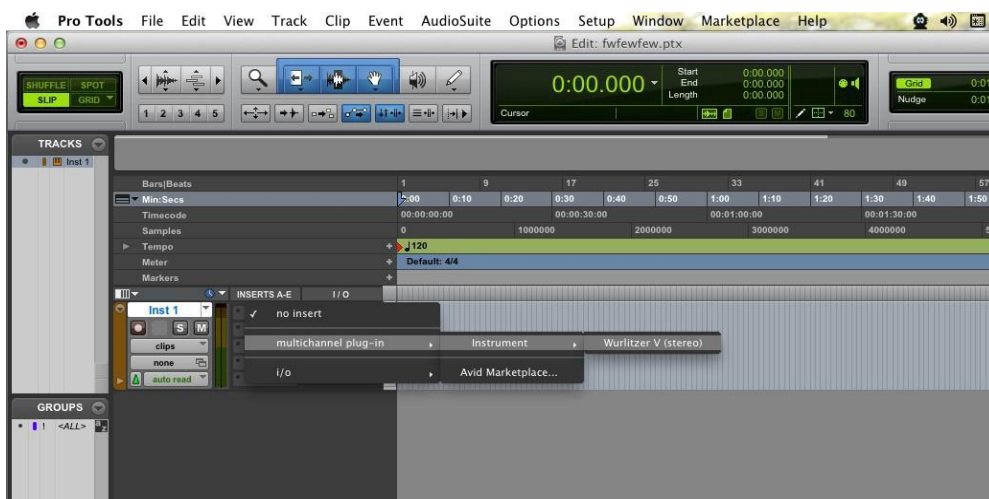 Pro Tools File Edit View Track Clip Event AudioSuite Options Setup Window Marketplace Help
Edit: fwfewfew.ptx
SHUFFLE SPOT
SLIP GRID
1 2 3 4 5
0:00.000
Start 0:00.000
End 0:00.000
Length 0:00.000
Cursor
S M
80
Grid 0:01
Nudge 0:01
TRACKS
Inst 1
Bars|Beats 1 9 17 25 33 41 49 57
Min:Secs 0:00 0:10 0:20 0:30 0:40 0:50 1:00 1:10 1:20 1:30 1:40 1:50
Timecode 00:00:00:00 00:00:30:00 00:01:00:00 00:01:30:00
Samples 0 1000000 2000000 3000000 4000000
Tempo 120
Meter Default: 4/4
Markers
INSERTS A-E I / O
Inst 1
S M
clips
none
auto read
✓ no insert
multichannel plug-in Instrument Wurlitzer V (stereo)
i/o Avid Marketplace...
GROUPS
! <ALL> a z